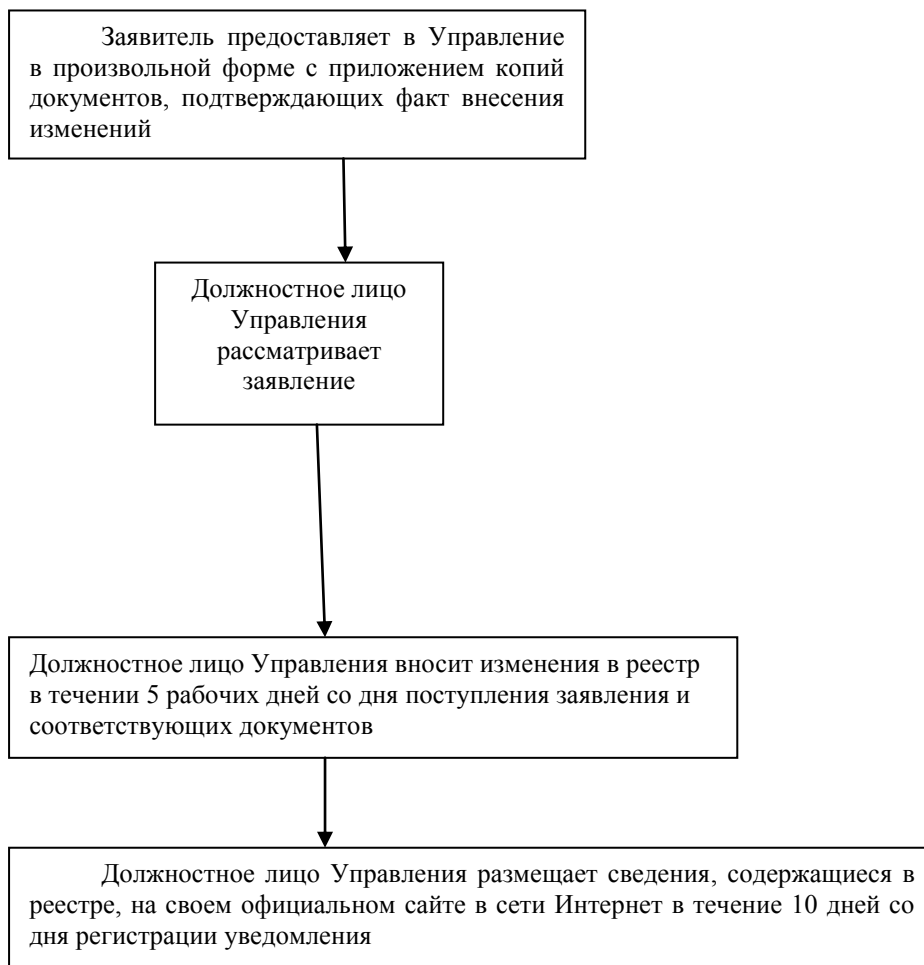 Заявитель предоставляет в Управление
в произвольной форме с приложением копий
документов, подтверждающих факт внесения
изменений
Должностное лицо
Управления
рассматривает
заявление
Должностное лицо Управления вносит изменения в реестр
в течении 5 рабочих дней со дня поступления заявления и
соответствующих документов
Должностное лицо Управления размещает сведения, содержащиеся в
реестре, на своем официальном сайте в сети Интернет в течение 10 дней со
дня регистрации уведомления